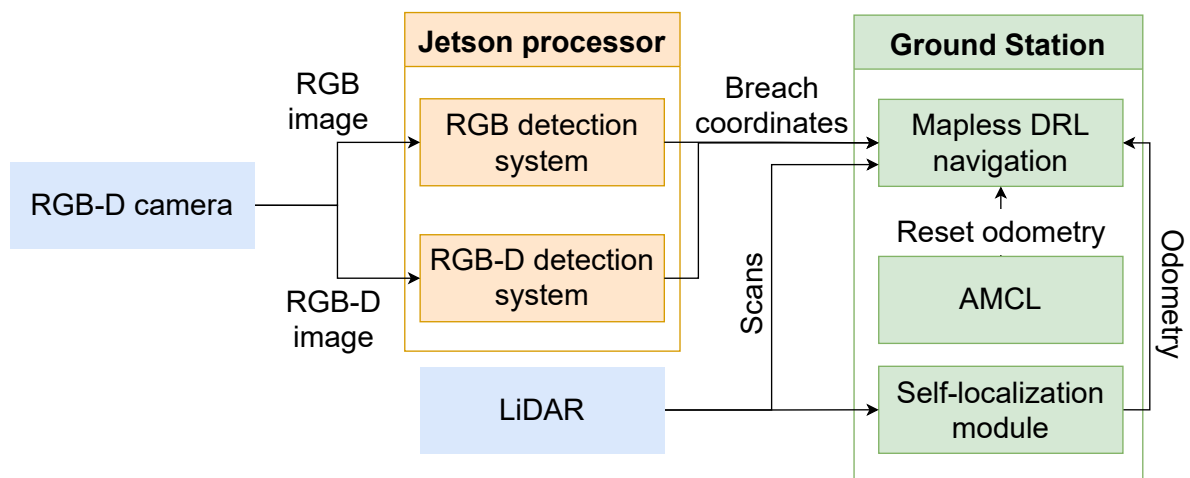 Jetson processor
Ground Station
RGB
image
RGB detection
system
Breach
coordinates
Mapless DRL
navigation
RGB-D camera
RGB-D detection
system
RGB-D
image
Reset odometry
Scans
Odometry
AMCL
LiDAR
Self-localization
module